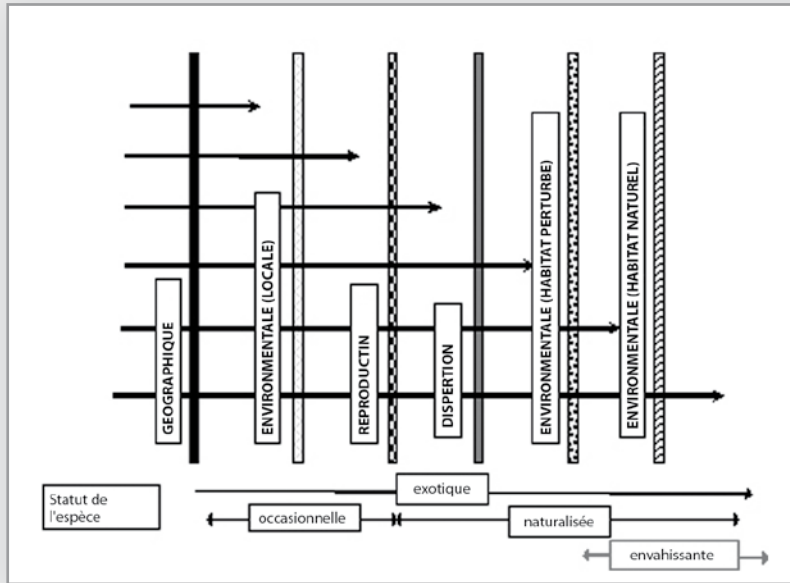 GEOGRAPHIQUE
ENVIRONMENTALE (LOCALE)
REPRODUCTIN
DISPERTION
ENVIRONMENTALE (HABITAT PERTURBE)
ENVIRONMENTALE (HABITAT NATUREL)
Statut de
l'espèce
exotique
occasionnelle
naturalisée
envahissante